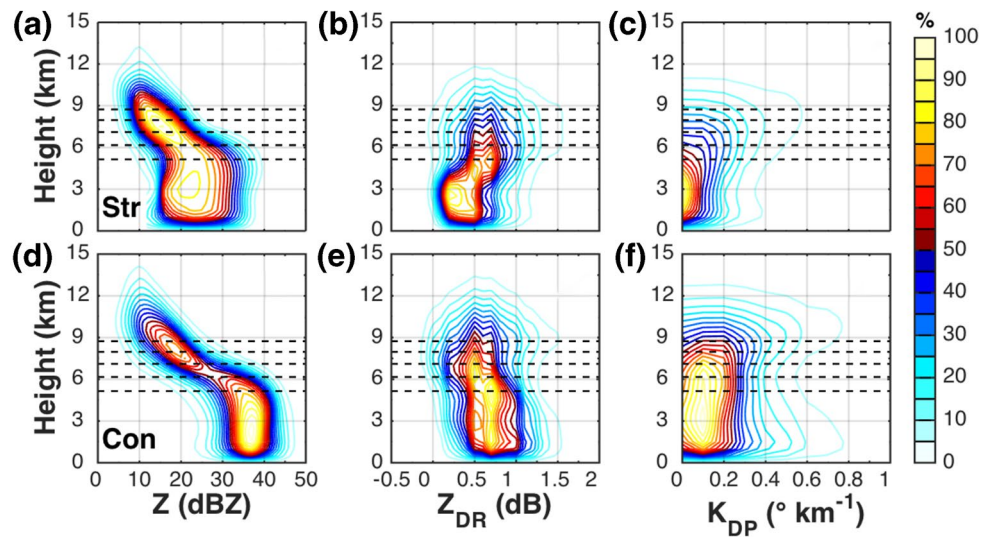 (a) (b) (c) %
15 15 15 100
12 12 12 90
9 9 9 80
6 6 6 70
3 3 3 60
0 0 0 50
Height (km)
Str
(d) (e) (f)
15 15 15 40
12 12 12 30
9 9 9 20
6 6 6 10
3 3 3 0
0 0 0
Height (km)
Con
0 10 20 30 40 50 -0.5 0 0.5 1 1.5 2 0 0.2 0.4 0.6 0.8 1
Z (dBZ) Z_DR (dB) K_DP (° km⁻¹)